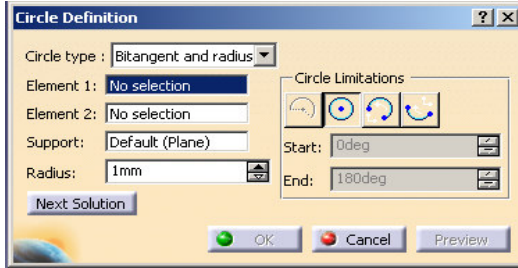 Circle Definition
Circle type : Bitangent and radius
Element 1: No selection
Element 2: No selection
Support: Default (Plane)
Radius: 1mm
Next Solution
Circle Limitations
Start: 0deg
End: 180deg
OK Cancel Preview